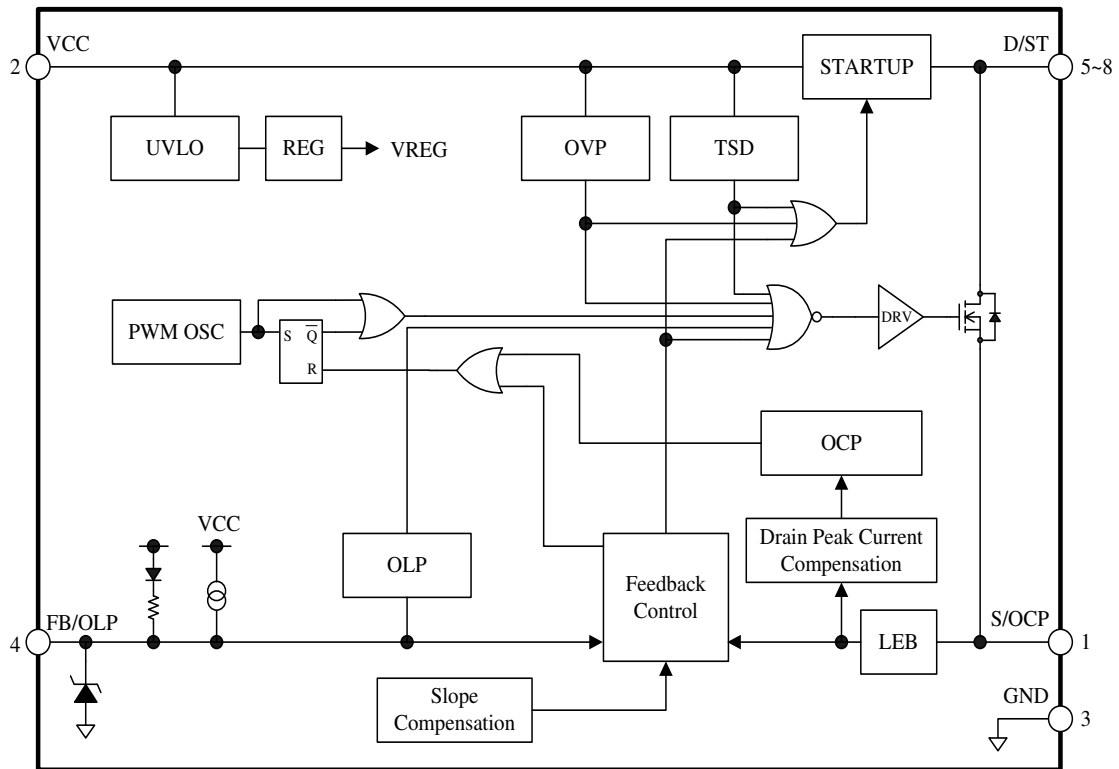 VCC
D/ST
2
5~8
STARTUP
UVLO
REG
VREG
OVP
TSD
PWM OSC
S
Q
R
DRV
OCP
VCC
OLP
Feedback
Control
Drain Peak Current
Compensation
FB/OLP
S/OCP
4
LEB
1
Slope
Compensation
GND
3